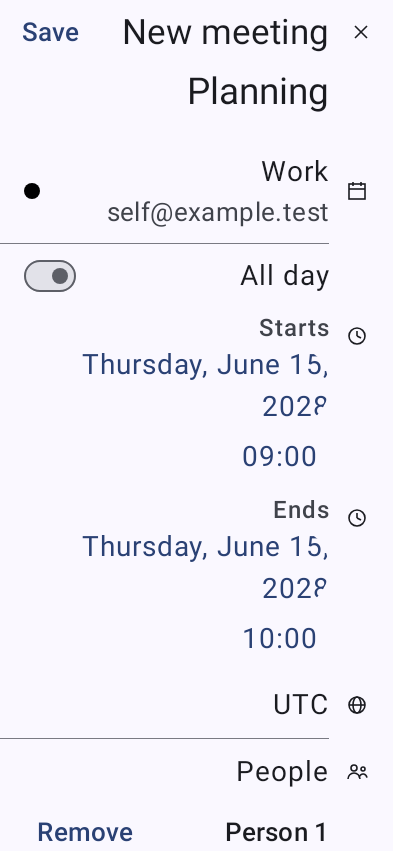 New meeting
Save
Planning
Work
self@example.test
All day
Starts
Thursday, June 15,
2028
09:00
Ends
Thursday, June 15,
2028
10:00
UTC
People
Person 1
Remove